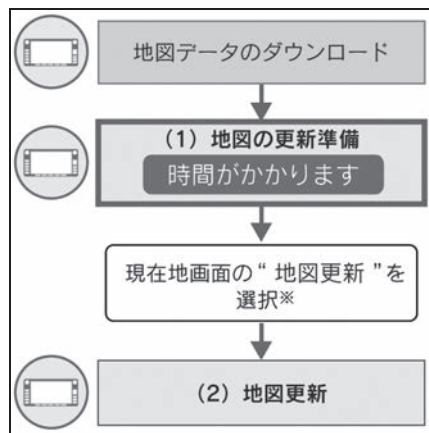 地図データのダウンロード
(1) 地図の更新準備
時間がかかります
現在地画面の“ 地図更新 ”を
選択※
(2) 地図更新